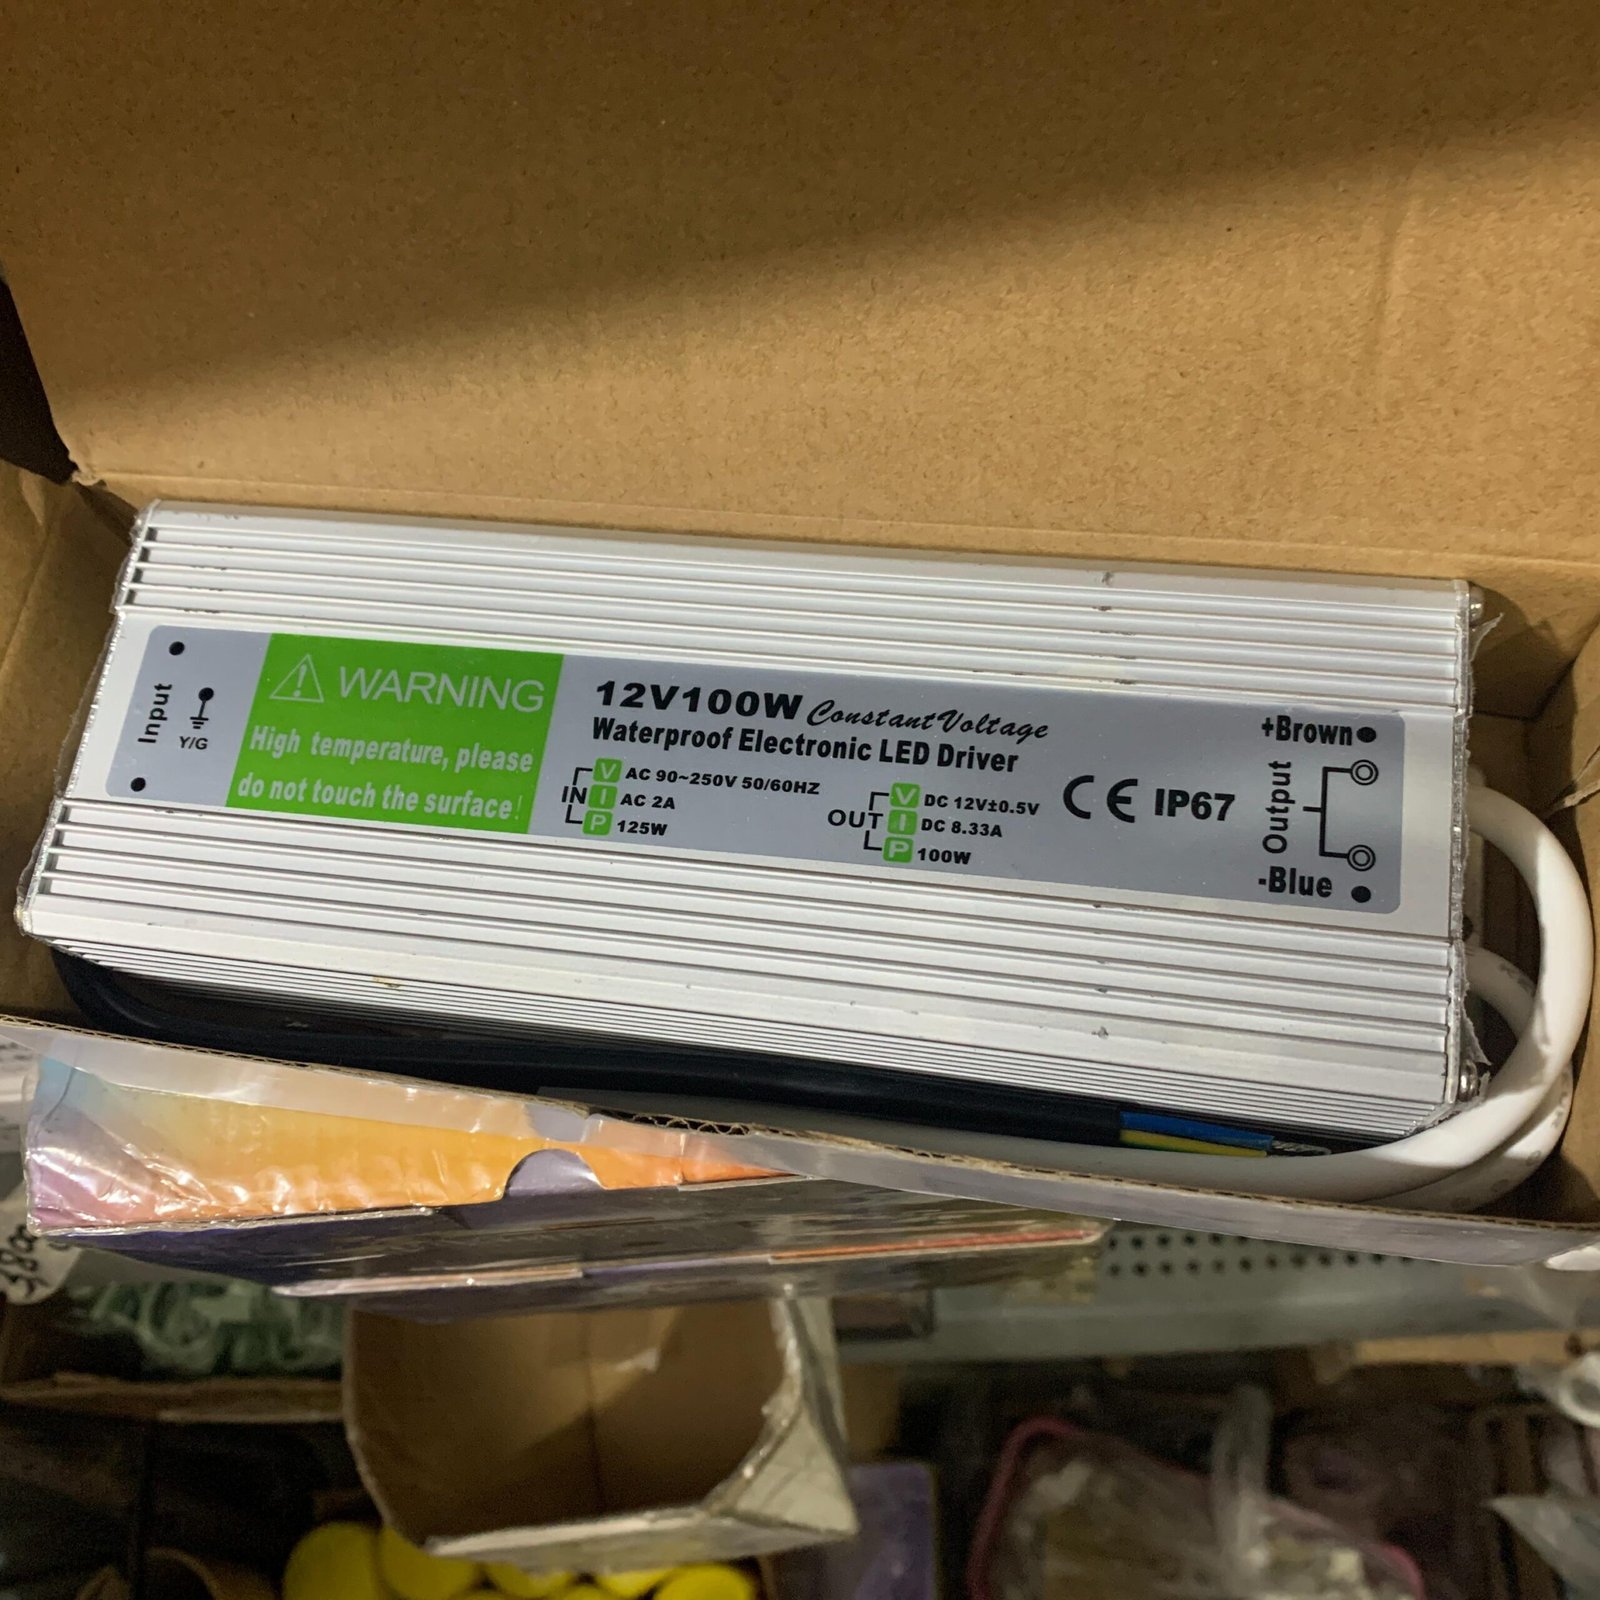 Input
Y/G
WARNING
High temperature, please
do not touch the surface!
12V100W Constant Voltage
Waterproof Electronic LED Driver
IN
V AC 90~250V 50/60HZ
I AC 2A
P 125W
OUT
V DC 12V±0.5V
I DC 8.33A
P 100W
CE IP67
Output
+Brown
-Blue